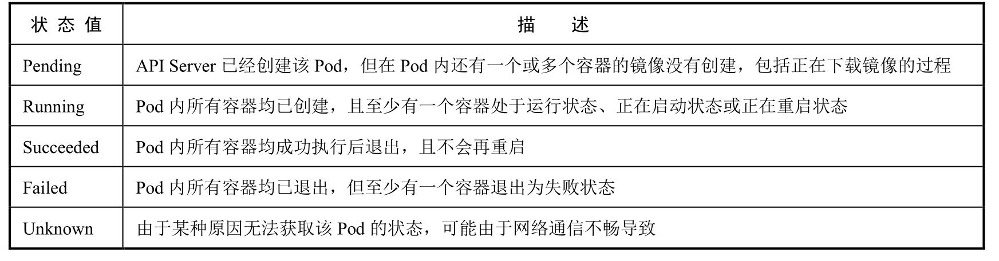 状态值 描述
Pending API Server 已经创建该 Pod，但在 Pod 内还有一个或多个容器的镜像没有创建，包括正在下载镜像的过程
Running Pod 内所有容器均已创建，且至少有一个容器处于运行状态、正在启动状态或正在重启状态
Succeeded Pod 内所有容器均成功执行后退出，且不会再重启
Failed Pod 内所有容器均已退出，但至少有一个容器退出为失败状态
Unknown 由于某种原因无法获取该 Pod 的状态，可能由于网络通信不畅导致